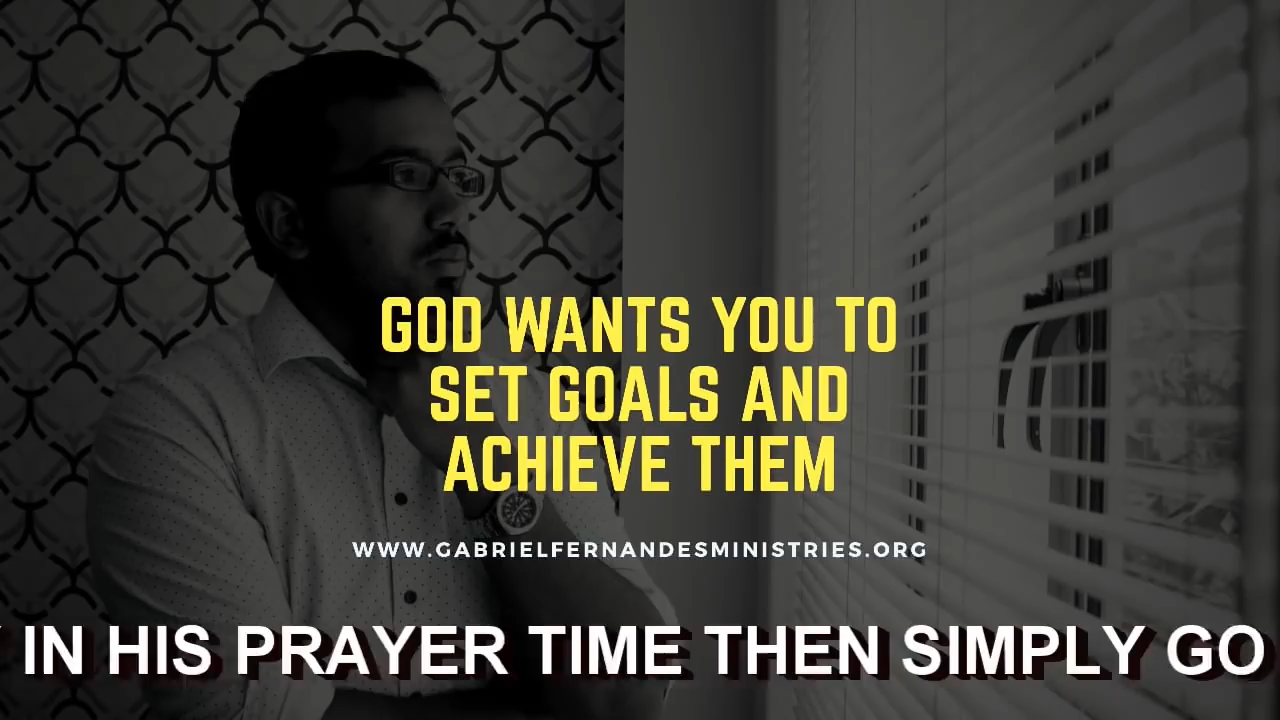 GOD WANTS YOU TO
SET GOALS AND
ACHIEVE THEM
WWW.GABRIELFERNANDESMINISTRIES.ORG
IN HIS PRAYER TIME THEN SIMPLY GO